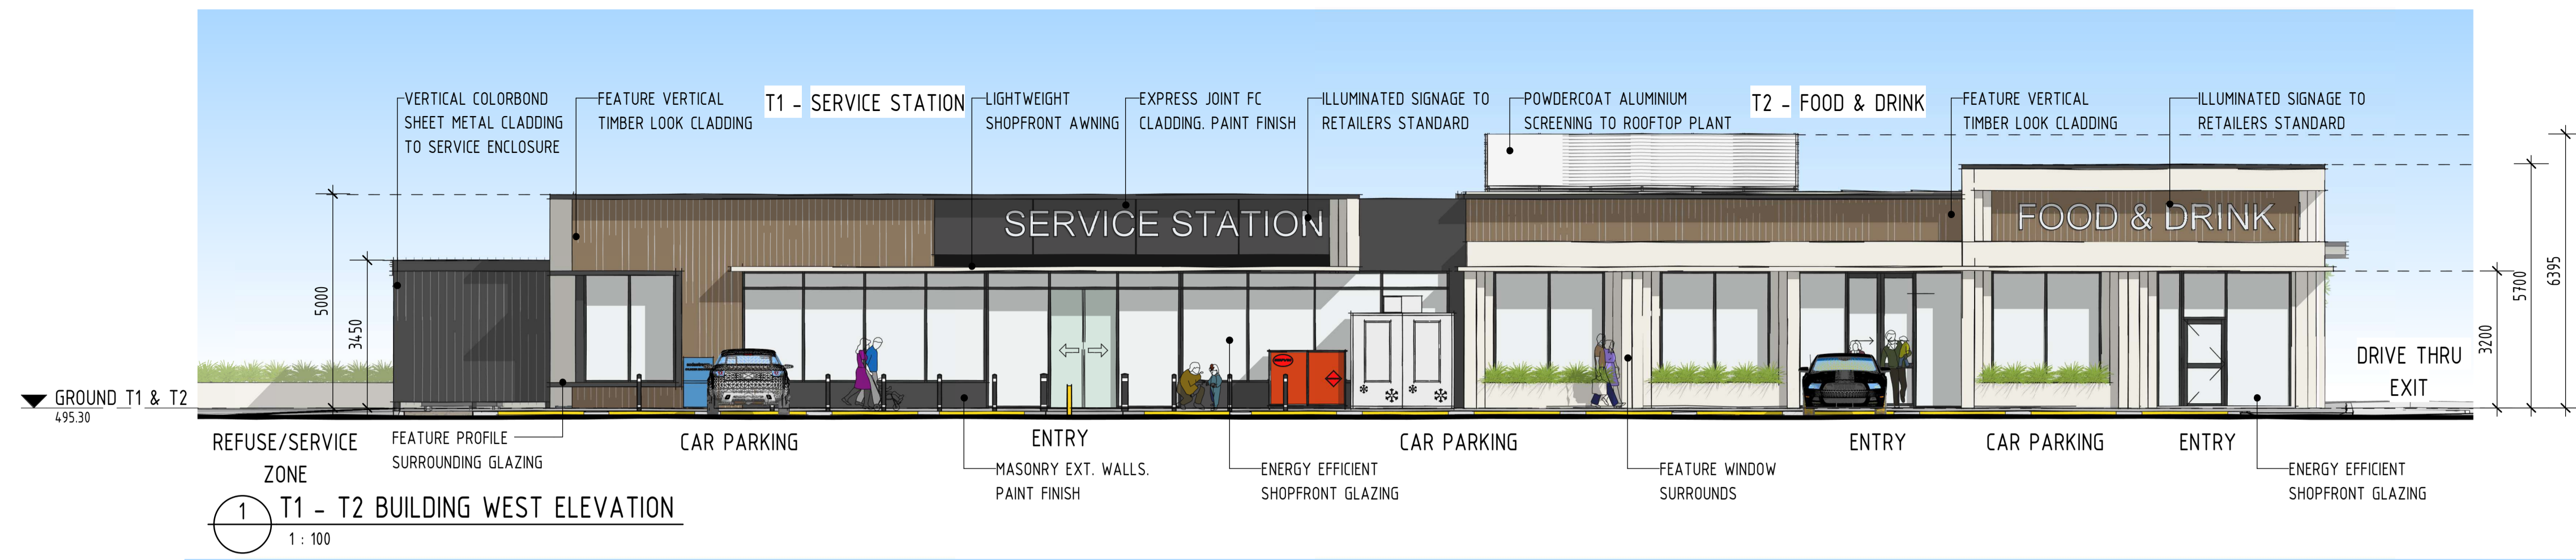 VERTICAL COLORBOND
SHEET METAL CLADDING
TO SERVICE ENCLOSURE
FEATURE VERTICAL
TIMBER LOOK CLADDING
T1 - SERVICE STATION
LIGHTWEIGHT
SHOPFRONT AWNING
EXPRESS JOINT FC
CLADDING. PAINT FINISH
ILLUMINATED SIGNAGE TO
RETAILERS STANDARD
POWDERCOAT ALUMINIUM
SCREENING TO ROOFTOP PLANT
T2 - FOOD & DRINK
FEATURE VERTICAL
TIMBER LOOK CLADDING
ILLUMINATED SIGNAGE TO
RETAILERS STANDARD
SERVICE STATION
FOOD & DRINK
5000
3450
3200
5700
6395
DRIVE THRU
EXIT
GROUND T1 & T2
495.30
REFUSE/SERVICE
ZONE
FEATURE PROFILE
SURROUNDING GLAZING
CAR PARKING
ENTRY
MASONRY EXT. WALLS.
PAINT FINISH
ENERGY EFFICIENT
SHOPFRONT GLAZING
CAR PARKING
FEATURE WINDOW
SURROUNDS
ENTRY
CAR PARKING
ENTRY
ENERGY EFFICIENT
SHOPFRONT GLAZING
1
T1 - T2 BUILDING WEST ELEVATION
1 : 100